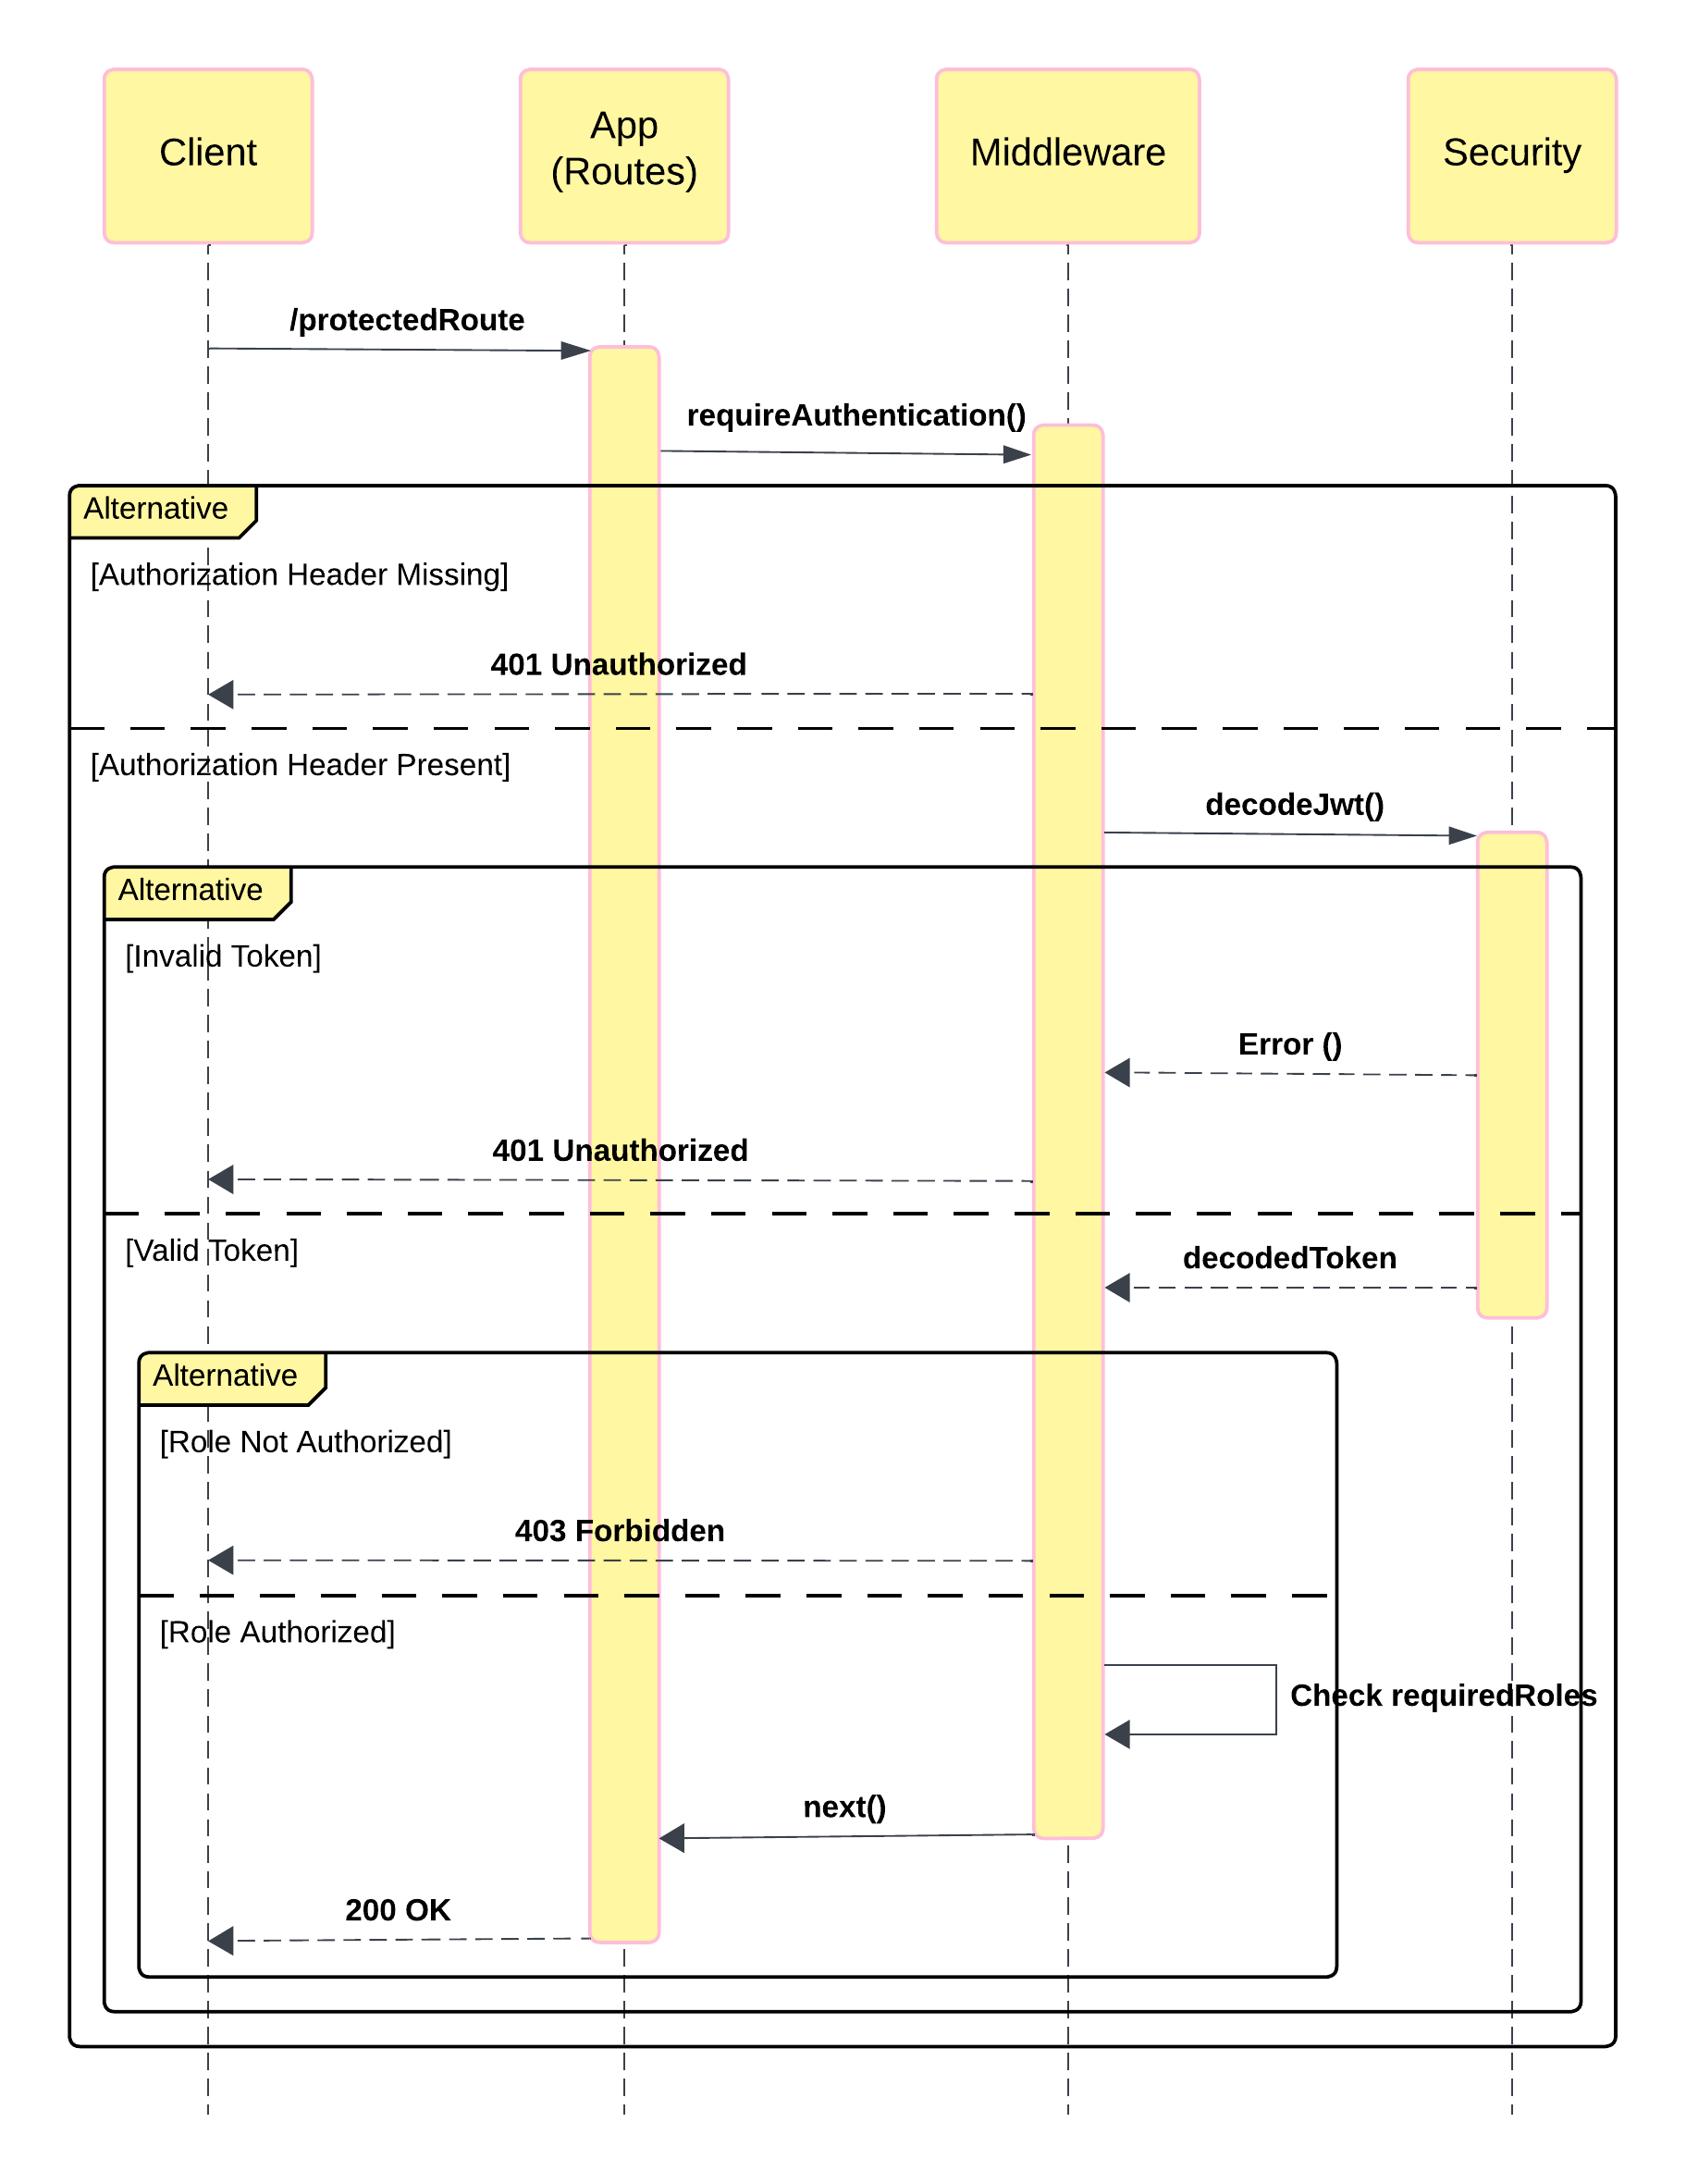 Client
App
(Routes)
Middleware
Security
/protectedRoute
requireAuthentication()
Alternative
[Authorization Header Missing]
401 Unauthorized
[Authorization Header Present]
decodeJwt()
Alternative
[Invalid Token]
Error ()
401 Unauthorized
[Valid Token]
decodedToken
Alternative
[Role Not Authorized]
403 Forbidden
[Role Authorized]
Check requiredRoles
next()
200 OK